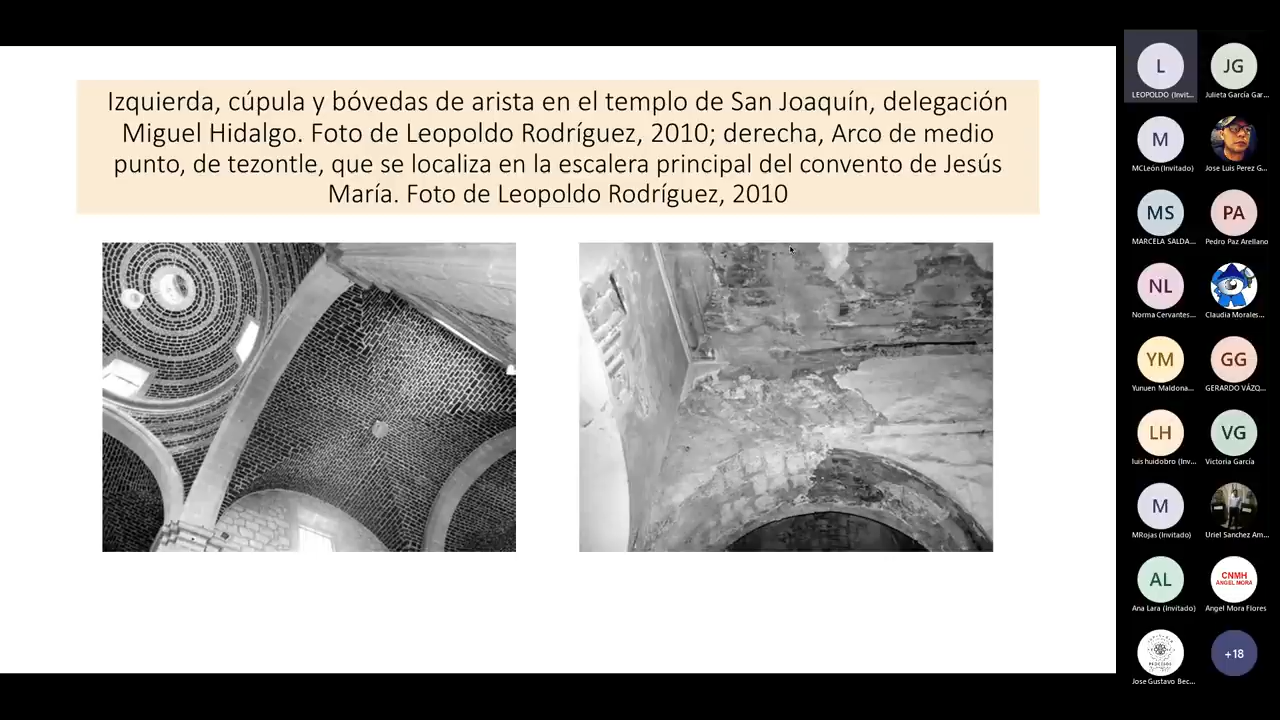 Izquierda, cúpula y bóvedas de arista en el templo de San Joaquín, delegación
Miguel Hidalgo. Foto de Leopoldo Rodríguez, 2010; derecha, Arco de medio
punto, de tezontle, que se localiza en la escalera principal del convento de Jesús
María. Foto de Leopoldo Rodríguez, 2010
L
LEOPOLDO (Invit...
JG
Julieta García Gar...
M
MCLeón (Invitado)
Jose Luis Perez G...
MS
MARCELA SALDA...
PA
Pedro Paz Arellano
NL
Norma Cervantes...
Claudia Morales...
YM
Yunuen Maldona...
GG
GERARDO VÁZQ...
LH
luis huidobro (Inv...
VG
Victoria García
M
MRojas (Invitado)
Uriel Sanchez Am...
AL
Ana Lara (Invitado)
CNMH
ANGEL MORA
Angel Mora Flores
Jose Gustavo Bec...
+18